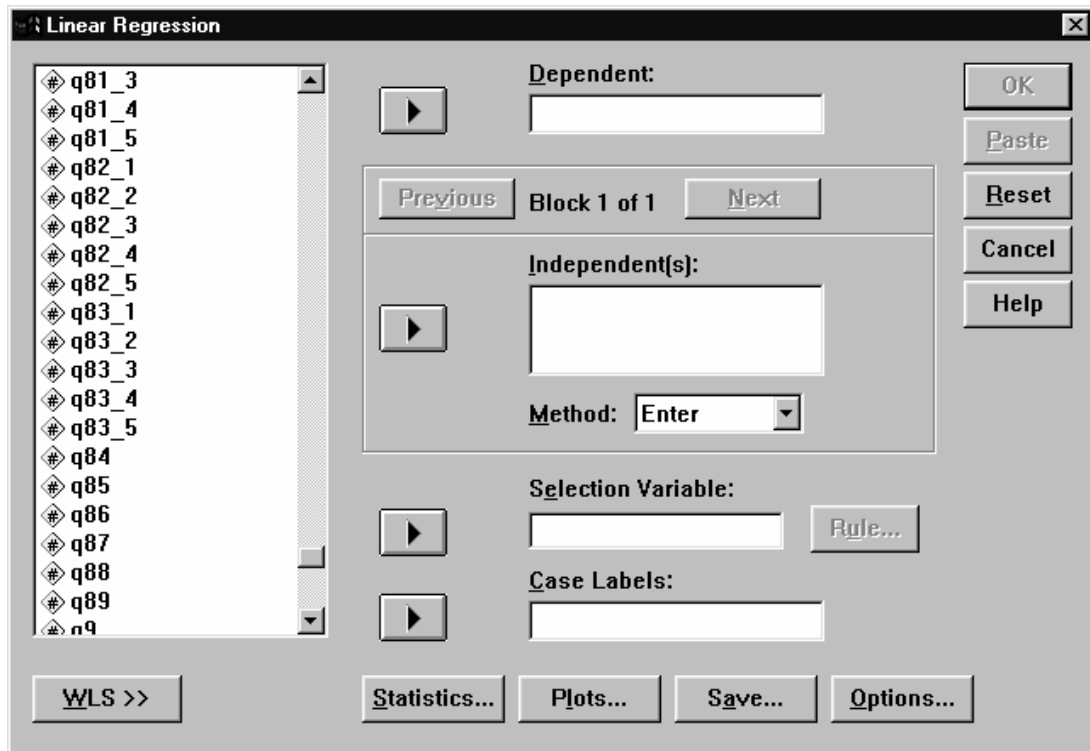 Linear Regression
q81_3
q81_4
q81_5
q82_1
q82_2
q82_3
q82_4
q82_5
q83_1
q83_2
q83_3
q83_4
q83_5
q84
q85
q86
q87
q88
q89
q9
WLS >>
Dependent:
Previous Block 1 of 1 Next
Independent(s):
Method: Enter
Selection Variable:
Rule...
Case Labels:
Statistics... Plots... Save... Options...
OK
Paste
Reset
Cancel
Help